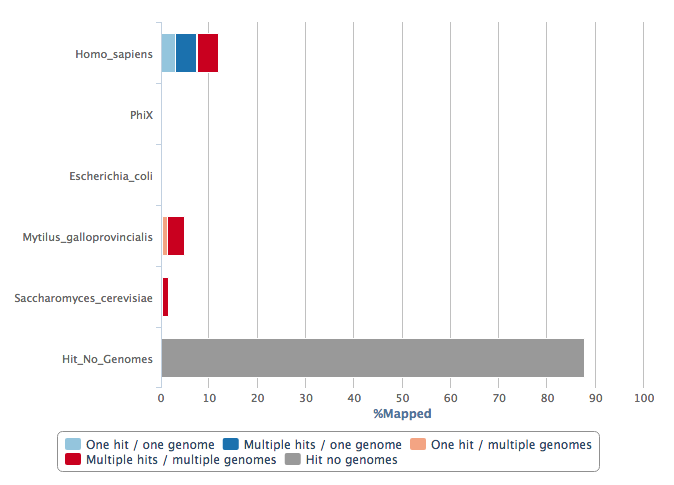 Homo_sapiens
PhiX
Escherichia_coli
Mytilus_galloprovincialis
Saccharomyces_cerevisiae
Hit_No_Genomes
0 10 20 30 40 50 60 70 80 90 100
%Mapped
One hit / one genome Multiple hits / one genome One hit / multiple genomes
Multiple hits / multiple genomes Hit no genomes